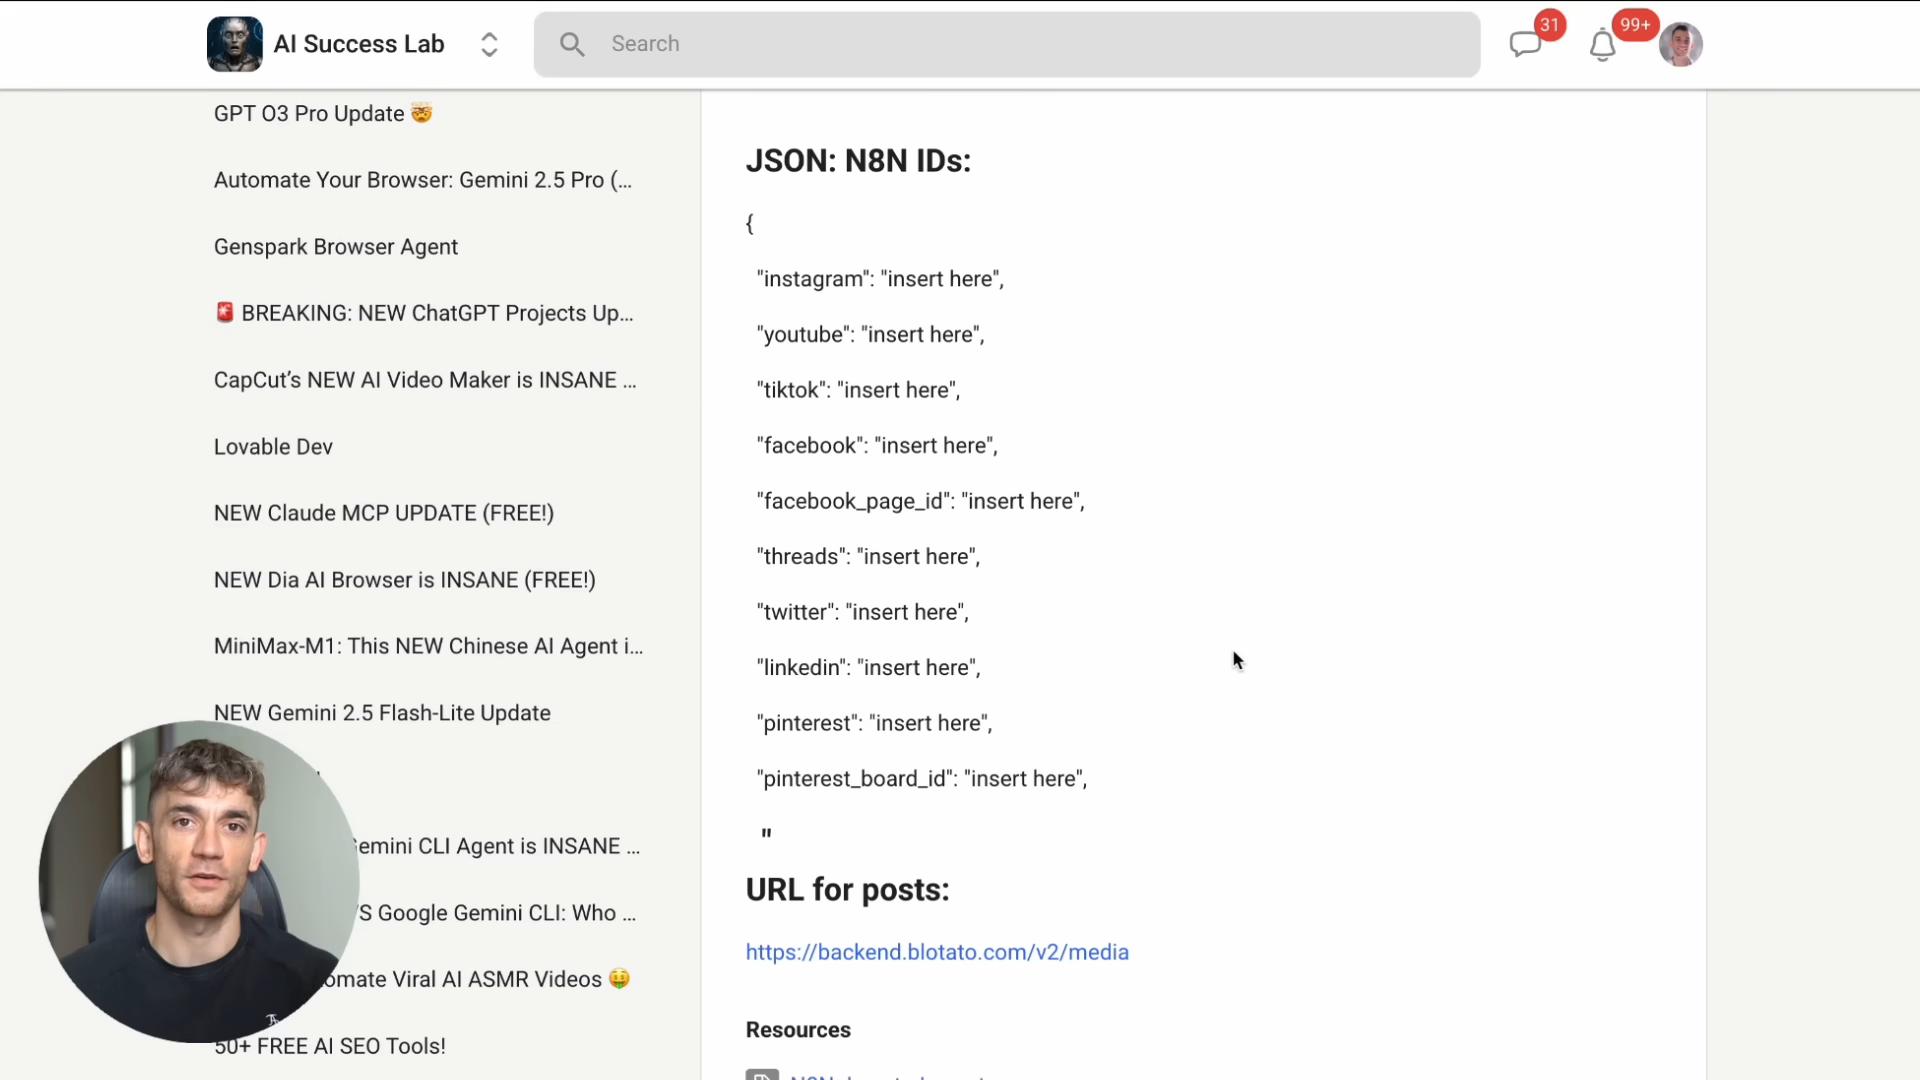 AI Success Lab
Search
31
99+
GPT O3 Pro Update 🤯
Automate Your Browser: Gemini 2.5 Pro (...
Genspark Browser Agent
🚨 BREAKING: NEW ChatGPT Projects Up...
CapCut’s NEW AI Video Maker is INSANE ...
Lovable Dev
NEW Claude MCP UPDATE (FREE!)
NEW Dia AI Browser is INSANE (FREE!)
MiniMax-M1: This NEW Chinese AI Agent i...
NEW Gemini 2.5 Flash-Lite Update
Gemini CLI Agent is INSANE ...
VS Google Gemini CLI: Who ...
Viral AI ASMR Videos 🤑
50+ FREE AI SEO Tools!
JSON: N8N IDs:
{
"instagram": "insert here",
"youtube": "insert here",
"tiktok": "insert here",
"facebook": "insert here",
"facebook_page_id": "insert here",
"threads": "insert here",
"twitter": "insert here",
"linkedin": "insert here",
"pinterest": "insert here",
"pinterest_board_id": "insert here",
"
URL for posts:
https://backend.blotato.com/v2/media
Resources